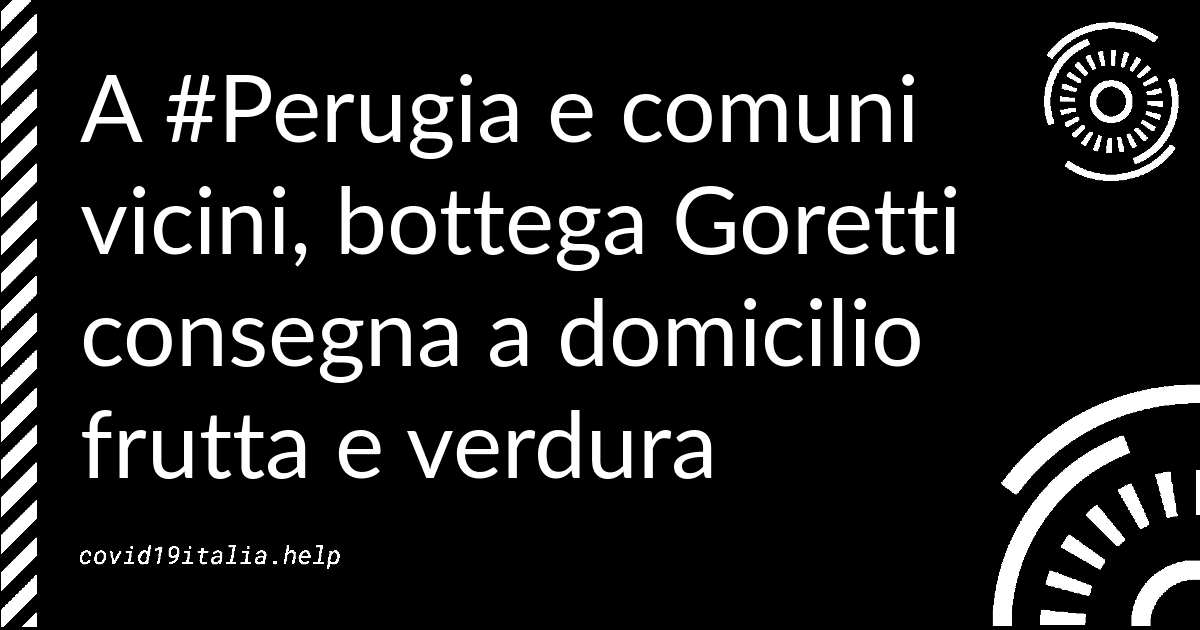 A #Perugia e comuni
vicini, bottega Goretti
consegna a domicilio
frutta e verdura
covid19italia.help